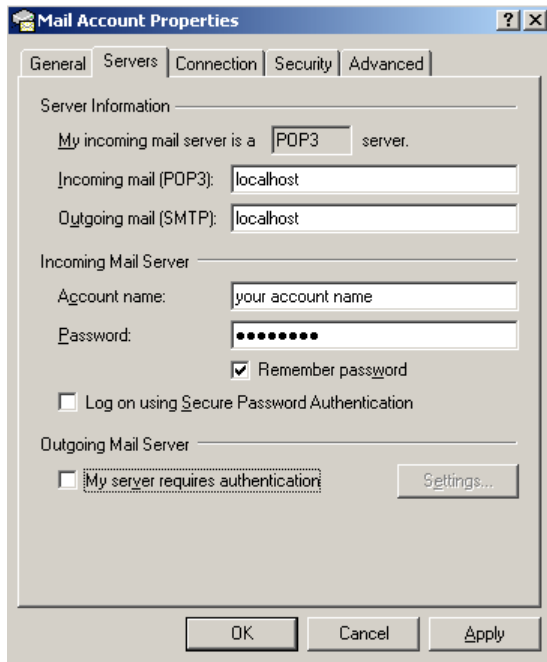 Mail Account Properties
General Servers Connection Security Advanced
Server Information
My incoming mail server is a POP3 server.
Incoming mail (POP3): localhost
Outgoing mail (SMTP): localhost
Incoming Mail Server
Account name: your account name
Password: ●●●●●●●●
Remember password
Log on using Secure Password Authentication
Outgoing Mail Server
My server requires authentication Settings...
OK Cancel Apply